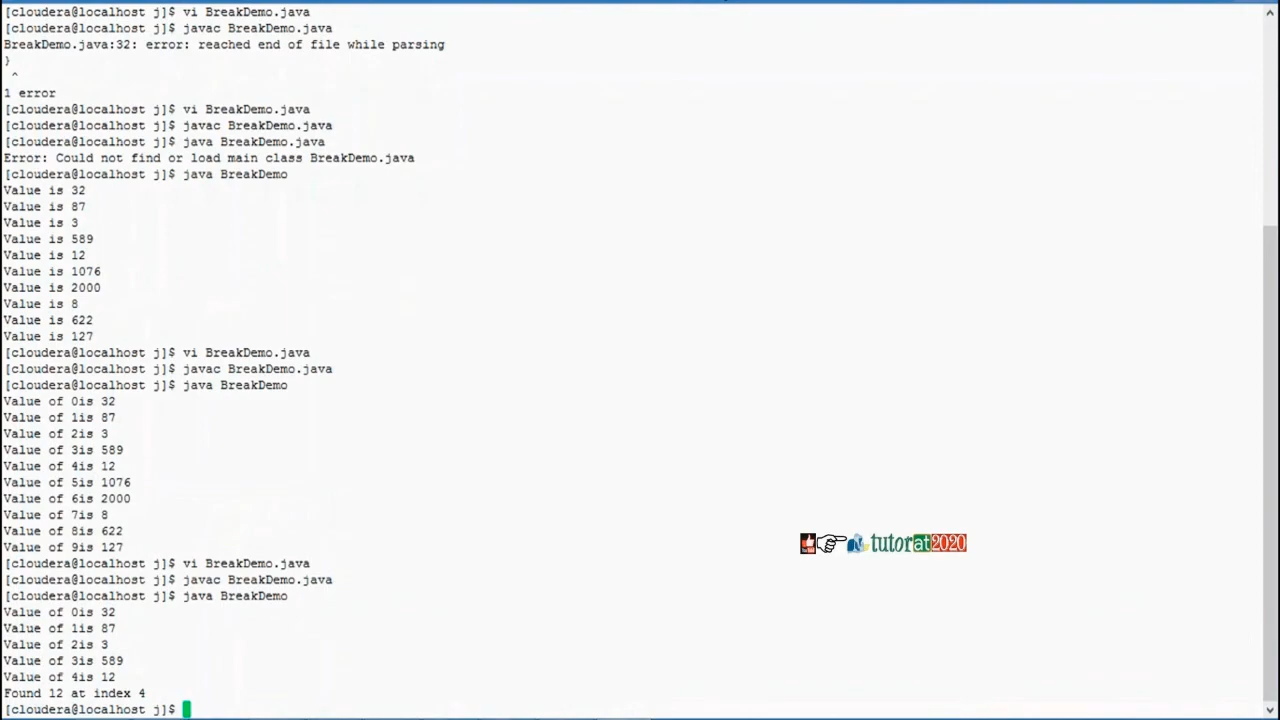 [cloudera@localhost j]$ vi BreakDemo.java
[cloudera@localhost j]$ javac BreakDemo.java
BreakDemo.java:32: error: reached end of file while parsing
}
^
1 error
[cloudera@localhost j]$ vi BreakDemo.java
[cloudera@localhost j]$ javac BreakDemo.java
[cloudera@localhost j]$ java BreakDemo.java
Error: Could not find or load main class BreakDemo.java
[cloudera@localhost j]$ java BreakDemo
Value is 32
Value is 87
Value is 3
Value is 589
Value is 12
Value is 1076
Value is 2000
Value is 8
Value is 622
Value is 127
[cloudera@localhost j]$ vi BreakDemo.java
[cloudera@localhost j]$ javac BreakDemo.java
[cloudera@localhost j]$ java BreakDemo
Value of 0is 32
Value of 1is 87
Value of 2is 3
Value of 3is 589
Value of 4is 12
Value of 5is 1076
Value of 6is 2000
Value of 7is 8
Value of 8is 622
Value of 9is 127
tutorat2020
[cloudera@localhost j]$ vi BreakDemo.java
[cloudera@localhost j]$ javac BreakDemo.java
[cloudera@localhost j]$ java BreakDemo
Value of 0is 32
Value of 1is 87
Value of 2is 3
Value of 3is 589
Value of 4is 12
Found 12 at index 4
[cloudera@localhost j]$